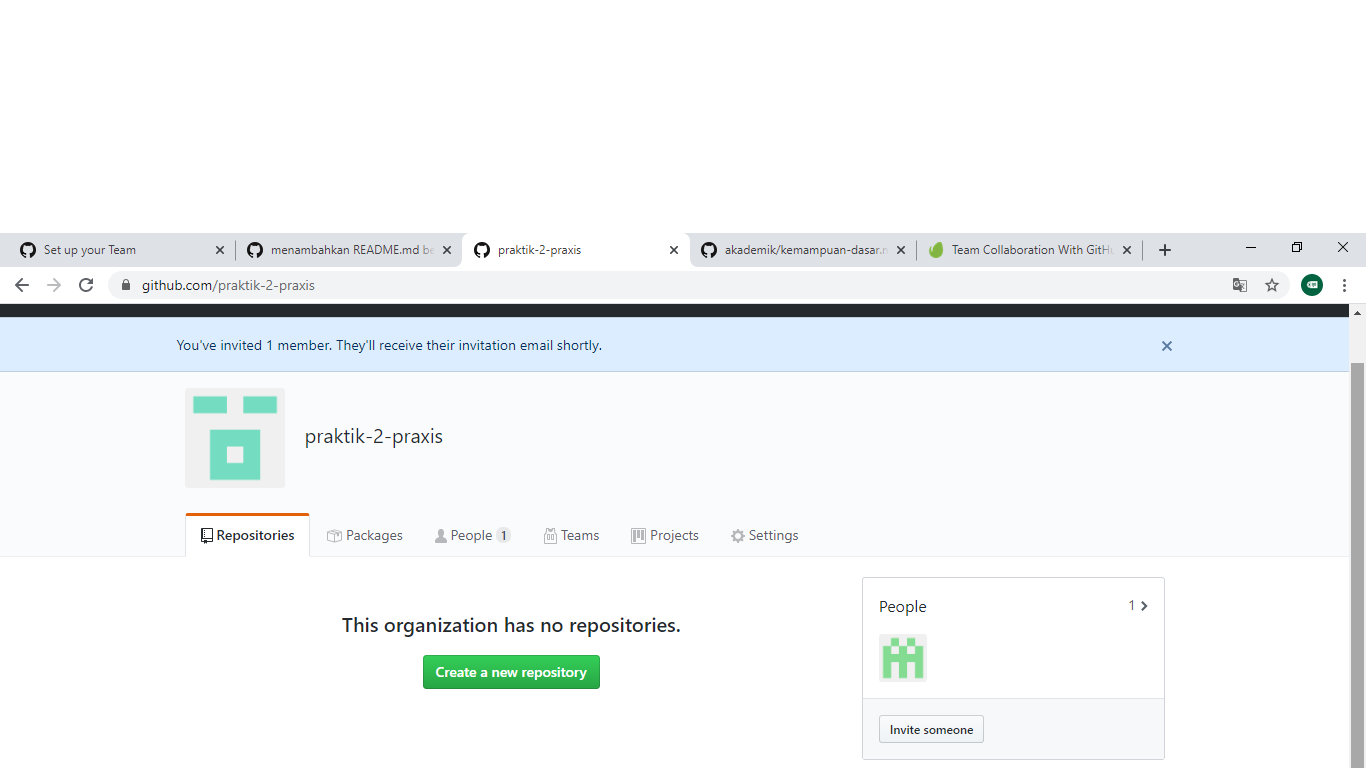 Set up your Team
menambahkan README.md be
praktik-2-praxis
akademik/kemampuan-dasar.
Team Collaboration With GitH
github.com/praktik-2-praxis
You've invited 1 member. They'll receive their invitation email shortly.
praktik-2-praxis
Repositories
Packages
People 1
Teams
Projects
Settings
This organization has no repositories.
Create a new repository
People
1
Invite someone